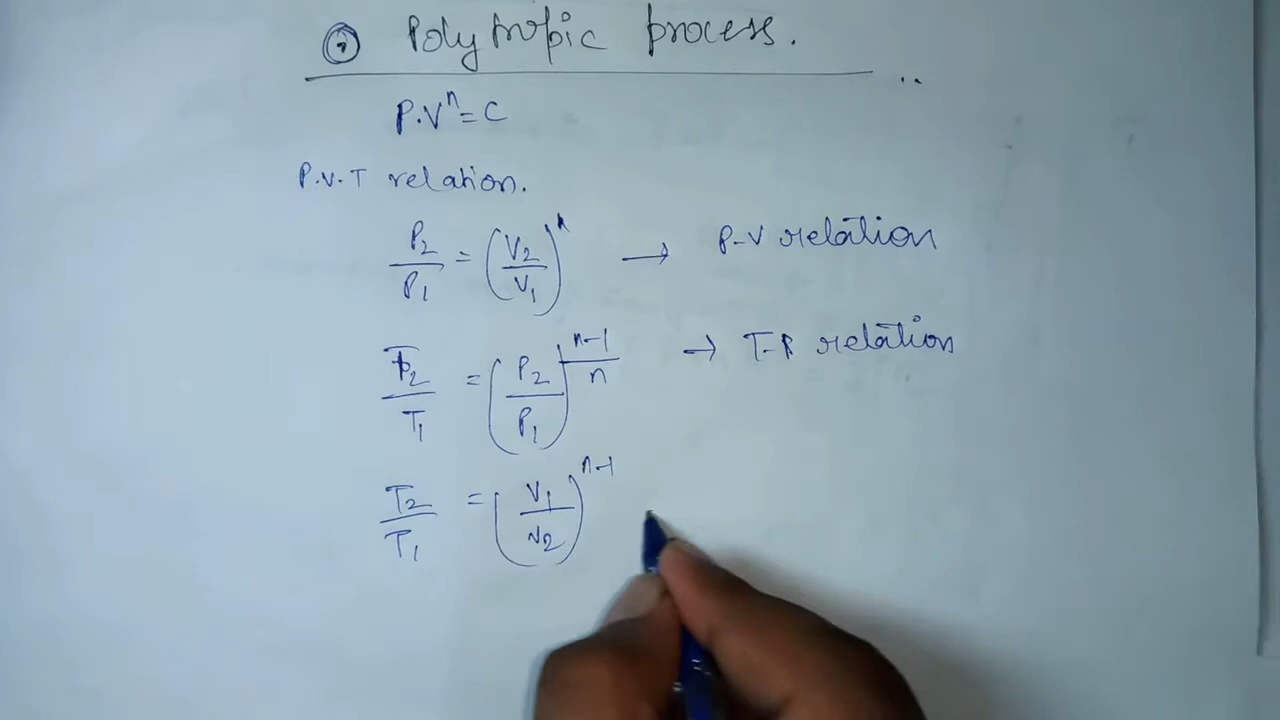 ⑦ Polytropic process.
P.Vⁿ = C
P.V.T relation.
P₂/P₁ = (V₂/V₁)ⁿ → P-V relation
T₂/T₁ = (P₂/P₁)^((n-1)/n) → T-P relation
T₂/T₁ = (V₁/V₂)^(n-1)